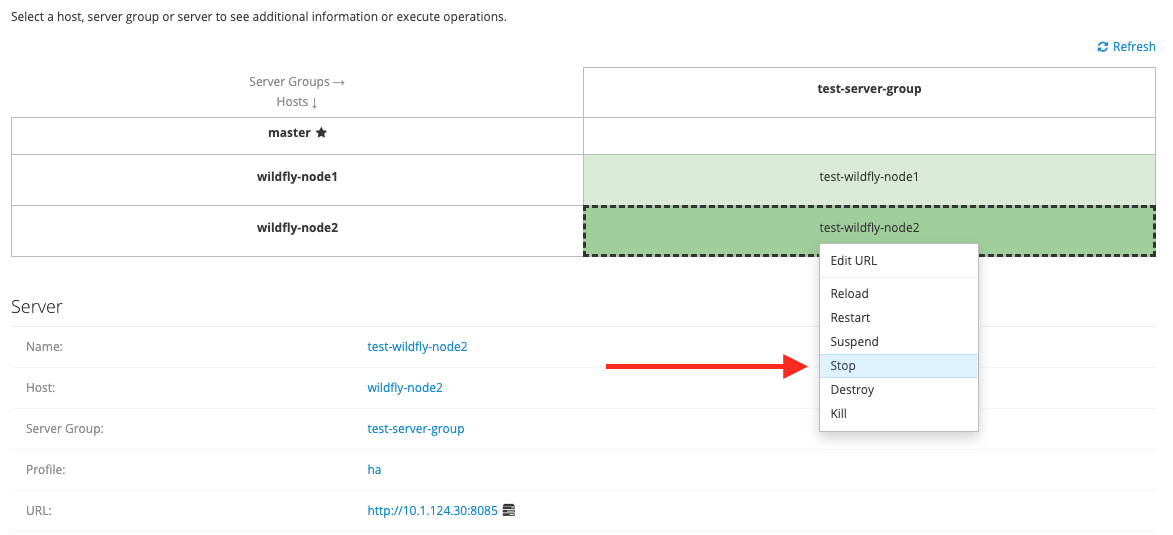 Select a host, server group or server to see additional information or execute operations.
Refresh
Server Groups →
Hosts ↓
test-server-group
master ★
wildfly-node1
test-wildfly-node1
wildfly-node2
test-wildfly-node2
Edit URL
Reload
Restart
Suspend
Stop
Destroy
Kill
Server
Name: test-wildfly-node2
Host: wildfly-node2
Server Group: test-server-group
Profile: ha
URL: http://10.1.124.30:8085